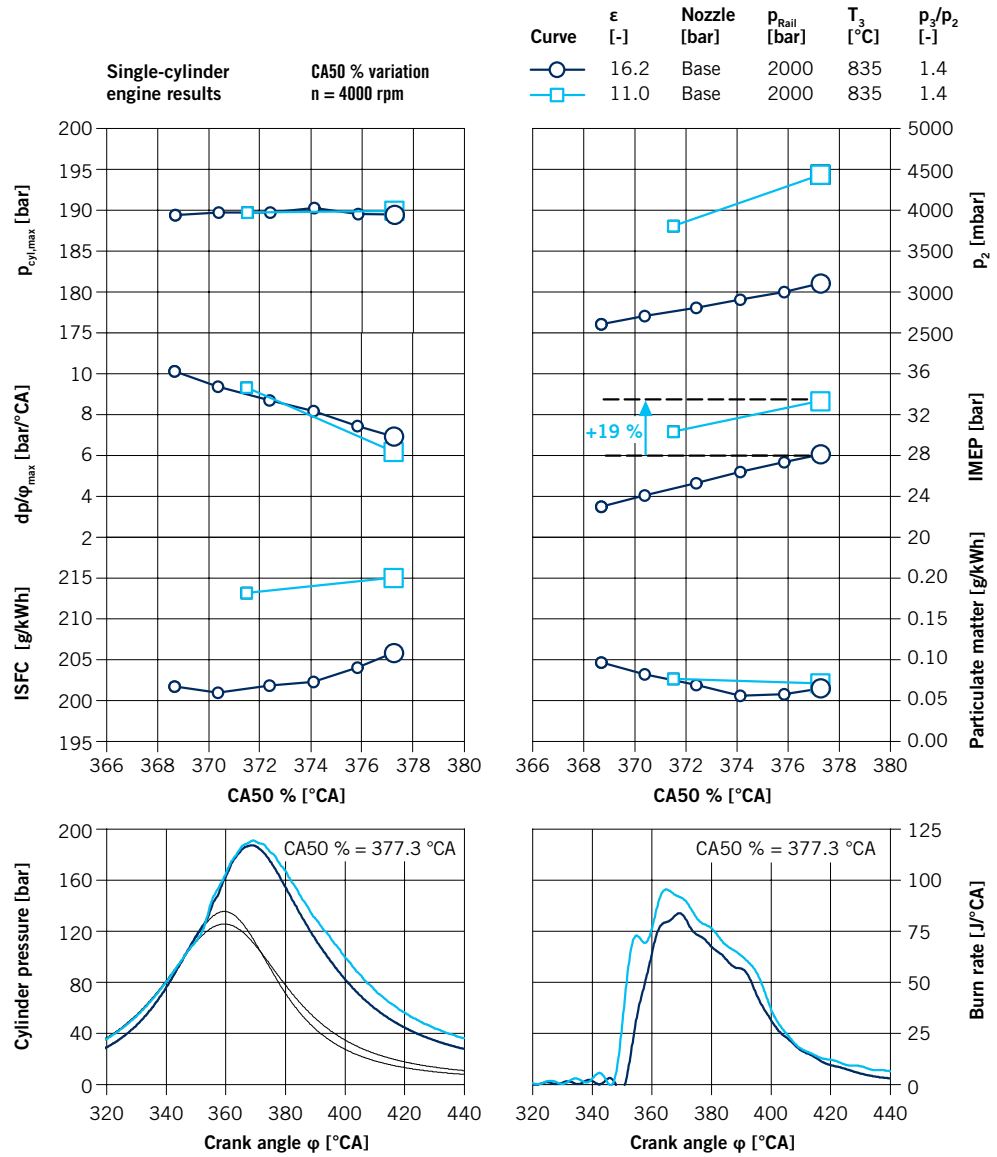 Single-cylinder
engine results
CA50 % variation
n = 4000 rpm
Curve ε [-] Nozzle [bar] pRail [bar] T3 [°C] p3/p2 [-]
16.2 Base 2000 835 1.4
11.0 Base 2000 835 1.4
pcyl,max [bar]
200
195
190
185
180
175
dp/φmax [bar/°CA]
10
8
6
4
2
ISFC [g/kWh]
215
210
205
200
195
366 368 370 372 374 376 378 380
CA50 % [°CA]
p2 [mbar]
5000
4500
4000
3500
3000
2500
IMEP [bar]
36
32
28
24
20
+19 %
Particulate matter [g/kWh]
0.20
0.15
0.10
0.05
0.00
366 368 370 372 374 376 378 380
CA50 % [°CA]
Cylinder pressure [bar]
200
160
120
80
40
0
CA50 % = 377.3 °CA
320 340 360 380 400 420 440
Crank angle φ [°CA]
Burn rate [J/°CA]
125
100
75
50
25
0
CA50 % = 377.3 °CA
320 340 360 380 400 420 440
Crank angle φ [°CA]